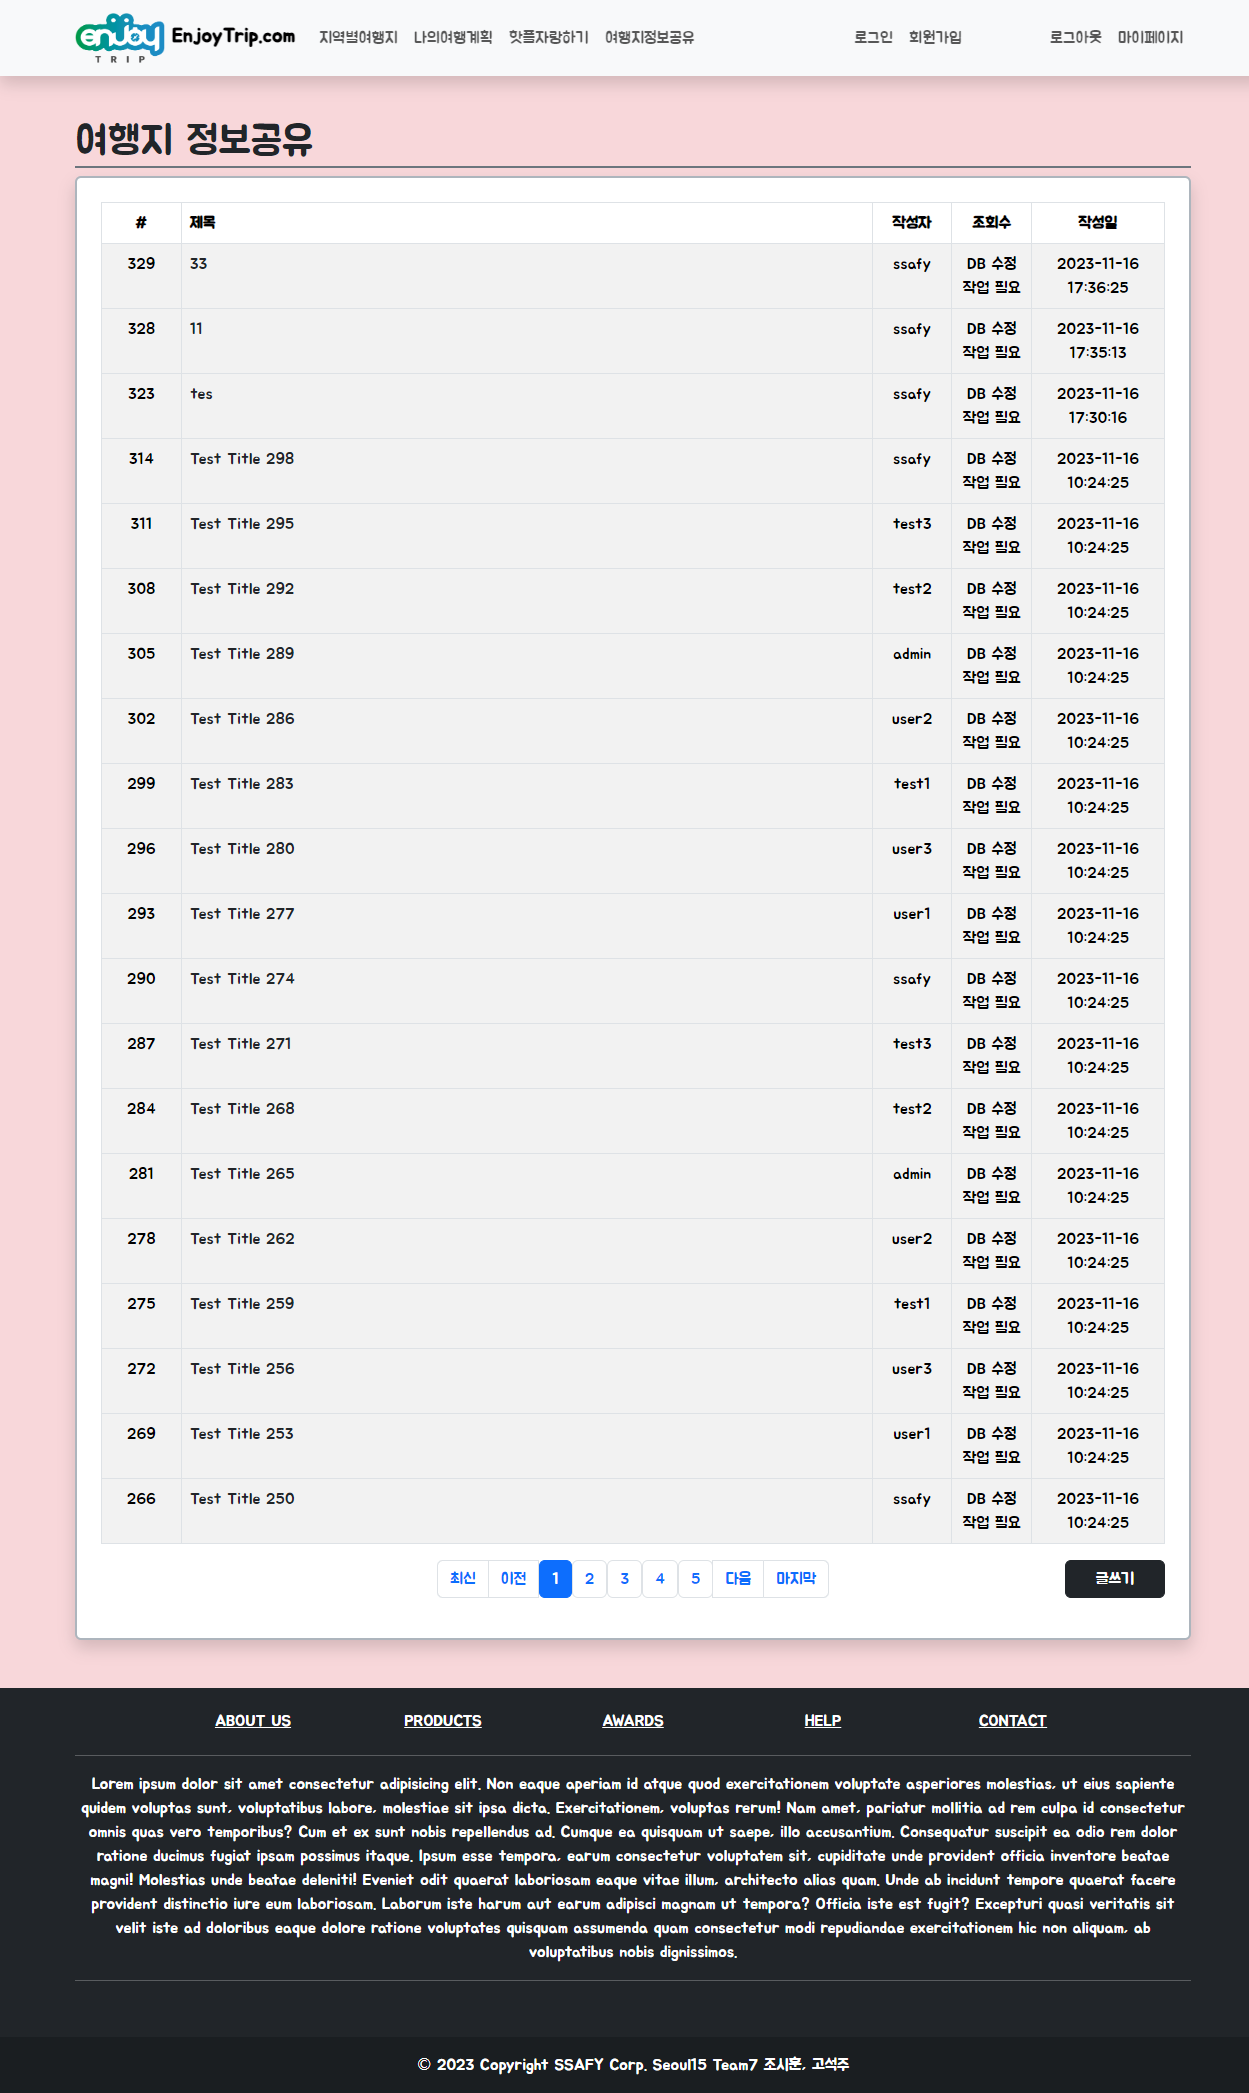 enjoy TRIP EnjoyTrip.com 지역별여행지 나의여행계획 핫플자랑하기 여행지정보공유 로그인 회원가입 로그아웃 마이페이지
여행지 정보공유
# 제목 작성자 조회수 작성일
329 33 ssafy DB 수정 2023-11-16
작업 필요 17:36:25
328 11 ssafy DB 수정 2023-11-16
작업 필요 17:35:13
323 tes ssafy DB 수정 2023-11-16
작업 필요 17:30:16
314 Test Title 298 ssafy DB 수정 2023-11-16
작업 필요 10:24:25
311 Test Title 295 test3 DB 수정 2023-11-16
작업 필요 10:24:25
308 Test Title 292 test2 DB 수정 2023-11-16
작업 필요 10:24:25
305 Test Title 289 admin DB 수정 2023-11-16
작업 필요 10:24:25
302 Test Title 286 user2 DB 수정 2023-11-16
작업 필요 10:24:25
299 Test Title 283 test1 DB 수정 2023-11-16
작업 필요 10:24:25
296 Test Title 280 user3 DB 수정 2023-11-16
작업 필요 10:24:25
293 Test Title 277 user1 DB 수정 2023-11-16
작업 필요 10:24:25
290 Test Title 274 ssafy DB 수정 2023-11-16
작업 필요 10:24:25
287 Test Title 271 test3 DB 수정 2023-11-16
작업 필요 10:24:25
284 Test Title 268 test2 DB 수정 2023-11-16
작업 필요 10:24:25
281 Test Title 265 admin DB 수정 2023-11-16
작업 필요 10:24:25
278 Test Title 262 user2 DB 수정 2023-11-16
작업 필요 10:24:25
275 Test Title 259 test1 DB 수정 2023-11-16
작업 필요 10:24:25
272 Test Title 256 user3 DB 수정 2023-11-16
작업 필요 10:24:25
269 Test Title 253 user1 DB 수정 2023-11-16
작업 필요 10:24:25
266 Test Title 250 ssafy DB 수정 2023-11-16
작업 필요 10:24:25
최신 이전 1 2 3 4 5 다음 마지막 글쓰기
ABOUT US PRODUCTS AWARDS HELP CONTACT
Lorem ipsum dolor sit amet consectetur adipisicing elit. Non eaque aperiam id atque quod exercitationem voluptate asperiores molestias, ut eius sapiente
quidem voluptas sunt, voluptatibus labore, molestiae sit ipsa dicta. Exercitationem, voluptas rerum! Nam amet, pariatur mollitia ad rem culpa id consectetur
omnis quas vero temporibus? Cum et ex sunt nobis repellendus ad. Cumque ea quisquam ut saepe, illo accusantium. Consequatur suscipit ea odio rem dolor
ratione ducimus fugiat ipsam possimus itaque. Ipsum esse tempora, earum consectetur voluptatem sit, cupiditate unde provident officia inventore beatae
magni! Molestias unde beatae deleniti! Eveniet odit quaerat laboriosam eaque vitae illum, architecto alias quam. Unde ab incidunt tempore quaerat facere
provident distinctio iure eum laboriosam. Laborum iste harum aut earum adipisci magnam ut tempora? Officia iste est fugit? Excepturi quasi veritatis sit
velit iste ad doloribus eaque dolore ratione voluptates quisquam assumenda quam consectetur modi repudiandae exercitationem hic non aliquam, ab
voluptatibus nobis dignissimos.
© 2023 Copyright SSAFY Corp. Seoul15 Team7 조시훈, 고석주